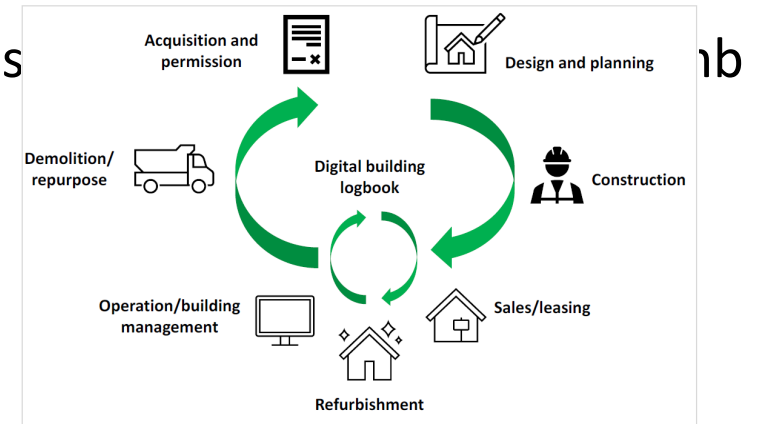 Acquisition and
permission
Design and planning
Demolition/
repurpose
Digital building
logbook
Construction
Operation/building
management
Sales/leasing
Refurbishment